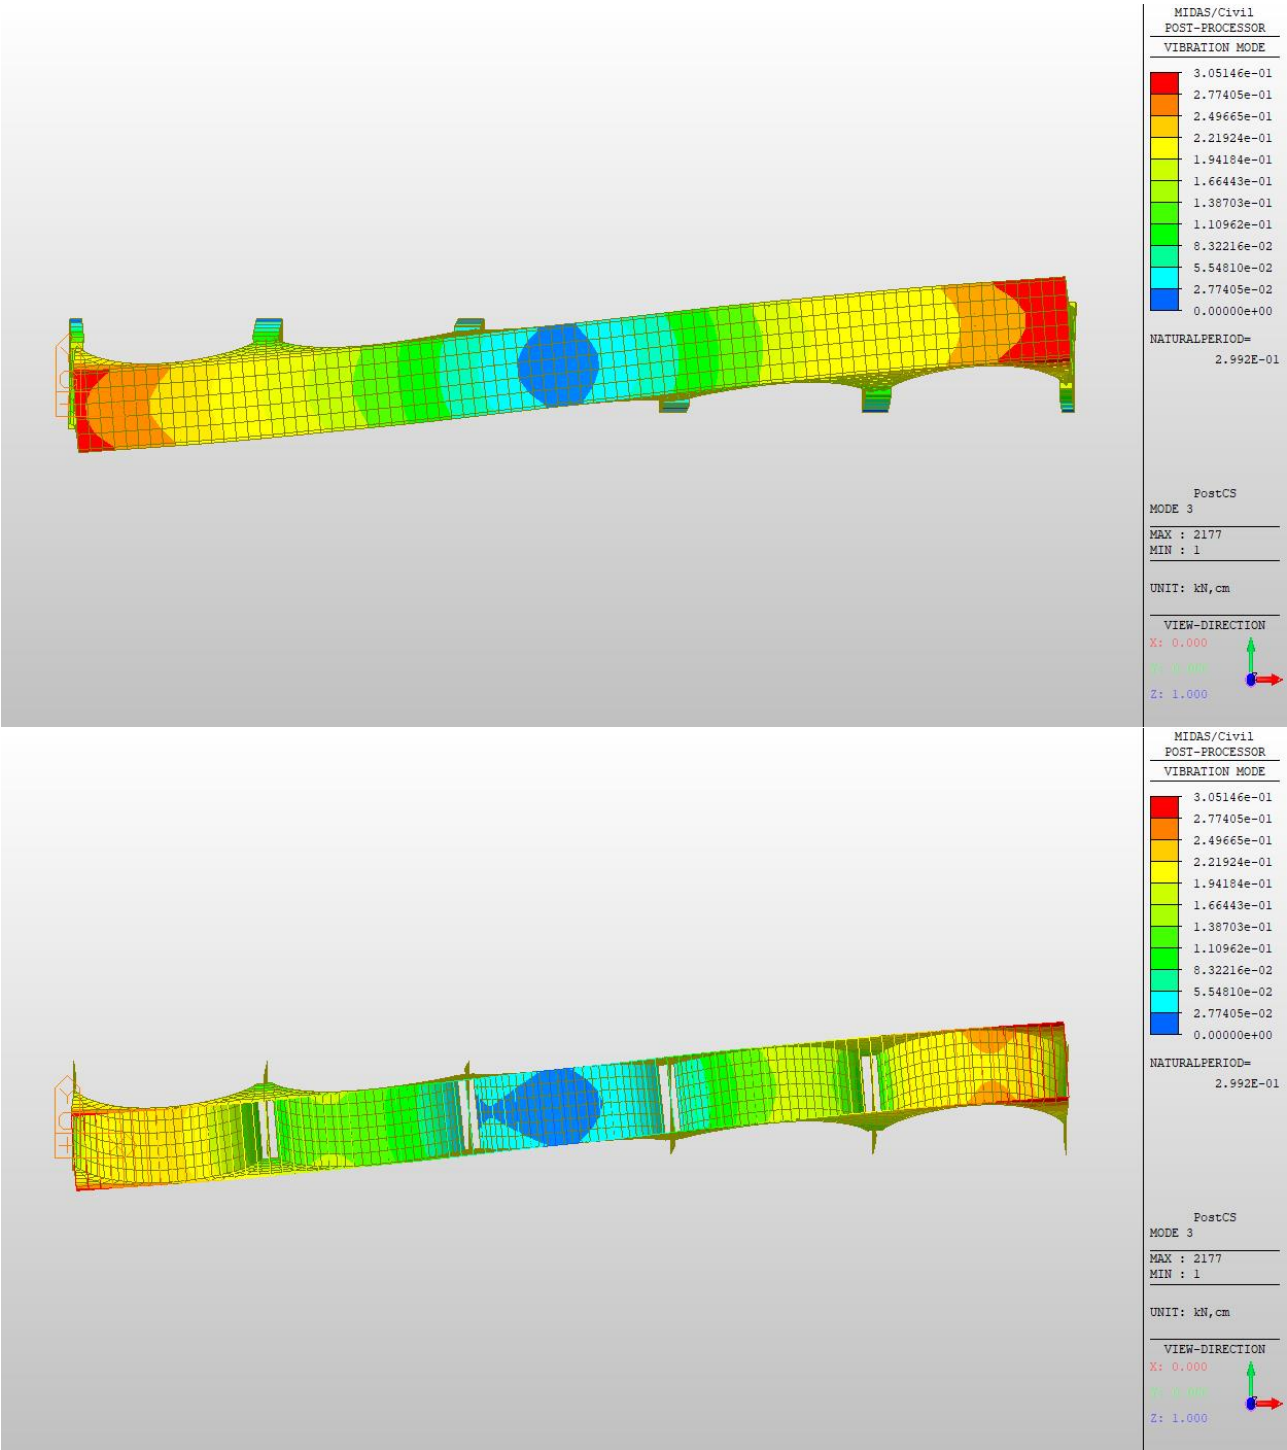 MIDAS/Civil
POST-PROCESSOR
VIBRATION MODE
3.05146e-01
2.77405e-01
2.49665e-01
2.21924e-01
1.94184e-01
1.66443e-01
1.38703e-01
1.10962e-01
8.32216e-02
5.54810e-02
2.77405e-02
0.00000e+00
NATURALPERIOD=
2.992E-01
PostCS
MODE 3
MAX : 2177
MIN : 1
UNIT: kN,cm
VIEW-DIRECTION
X: 0.000
Z: 1.000
MIDAS/Civil
POST-PROCESSOR
VIBRATION MODE
3.05146e-01
2.77405e-01
2.49665e-01
2.21924e-01
1.94184e-01
1.66443e-01
1.38703e-01
1.10962e-01
8.32216e-02
5.54810e-02
2.77405e-02
0.00000e+00
NATURALPERIOD=
2.992E-01
PostCS
MODE 3
MAX : 2177
MIN : 1
UNIT: kN,cm
VIEW-DIRECTION
X: 0.000
Z: 1.000